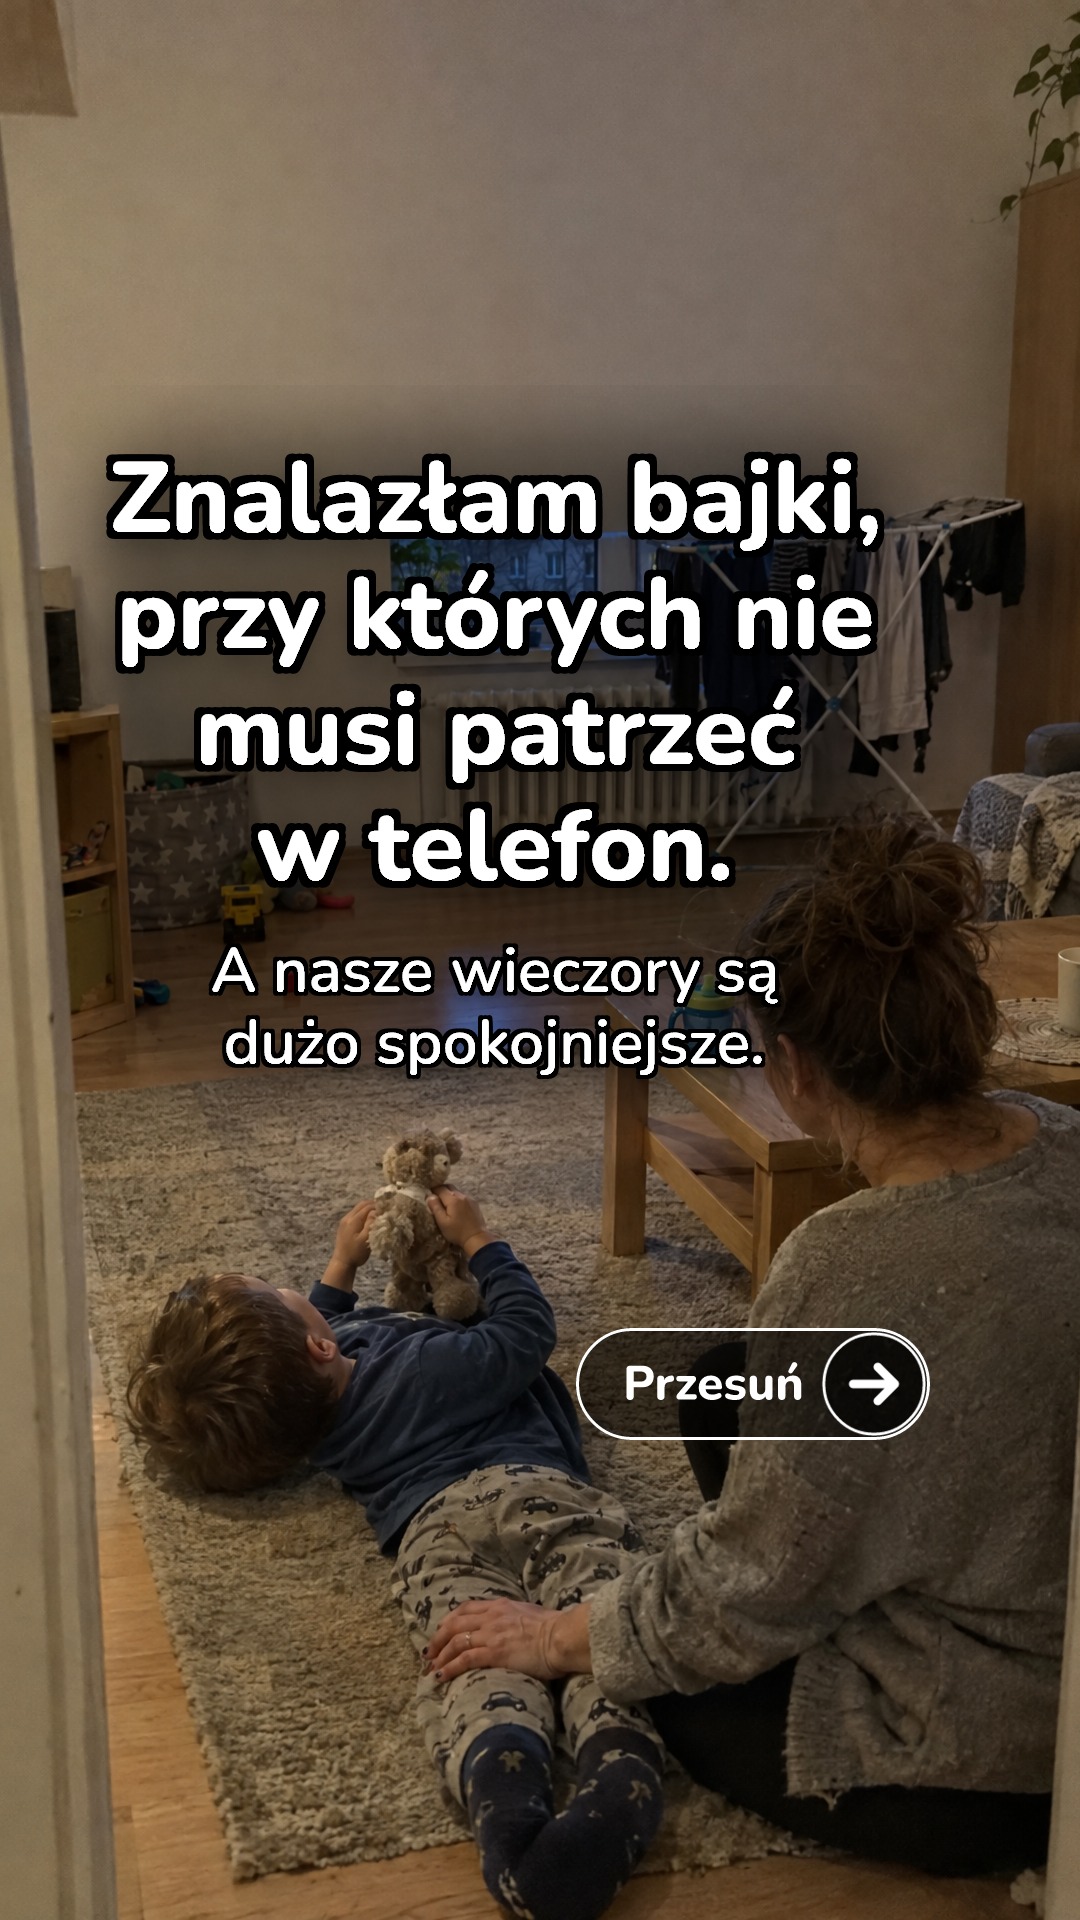 Znalazłam bajki,
przy których nie
musi patrzeć
w telefon.
A nasze wieczory są
dużo spokojniejsze.
Przesuń